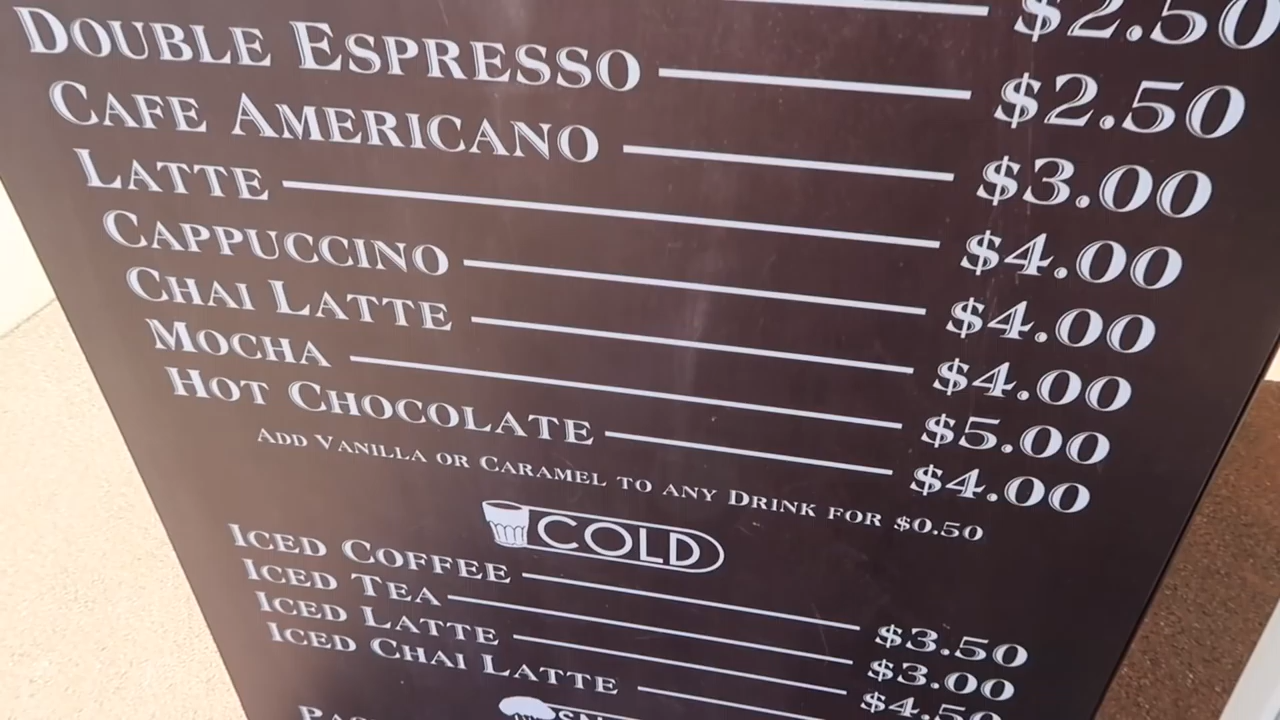 $2.50
DOUBLE ESPRESSO $2.50
CAFE AMERICANO $3.00
LATTE $4.00
CAPPUCCINO $4.00
CHAI LATTE $4.00
MOCHA $5.00
HOT CHOCOLATE $4.00
ADD VANILLA OR CARAMEL TO ANY DRINK FOR $0.50
COLD
ICED COFFEE $3.50
ICED TEA $3.00
ICED LATTE $4.50
ICED CHAI LATTE